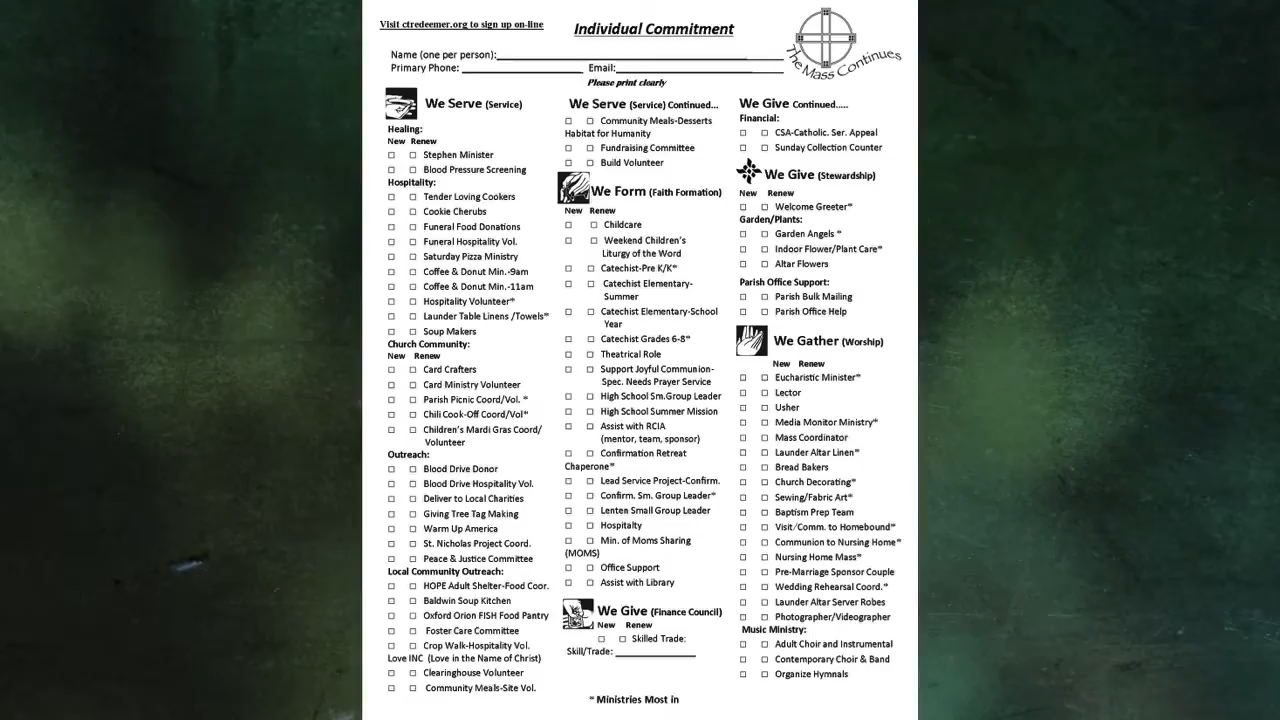 Visit ctredeemer.org to sign up on-line
Individual Commitment
The Mass Continues
Name (one per person):
Primary Phone: Email:
Please print clearly
We Serve (Service)
Healing:
New Renew
Stephen Minister
Blood Pressure Screening
Hospitality:
Tender Loving Cookers
Cookie Cherubs
Funeral Food Donations
Funeral Hospitality Vol.
Saturday Pizza Ministry
Coffee & Donut Min.-9am
Coffee & Donut Min.-11am
Hospitality Volunteer*
Launder Table Linens /Towels*
Soup Makers
Church Community:
New Renew
Card Crafters
Card Ministry Volunteer
Parish Picnic Coord/Vol. *
Chili Cook-Off Coord/Vol*
Children's Mardi Gras Coord/
Volunteer
Outreach:
Blood Drive Donor
Blood Drive Hospitality Vol.
Deliver to Local Charities
Giving Tree Tag Making
Warm Up America
St. Nicholas Project Coord.
Peace & Justice Committee
Local Community Outreach:
HOPE Adult Shelter-Food Coor.
Baldwin Soup Kitchen
Oxford Orion FISH Food Pantry
Foster Care Committee
Crop Walk-Hospitality Vol.
Love INC (Love in the Name of Christ)
Clearinghouse Volunteer
Community Meals-Site Vol.
We Serve (Service) Continued...
Community Meals-Desserts
Habitat for Humanity
Fundraising Committee
Build Volunteer
We Form (Faith Formation)
New Renew
Childcare
Weekend Children's
Liturgy of the Word
Catechist-Pre K/K*
Catechist Elementary-
Summer
Catechist Elementary-School
Year
Catechist Grades 6-8*
Theatrical Role
Support Joyful Communion-
Spec. Needs Prayer Service
High School Sm.Group Leader
High School Summer Mission
Assist with RCIA
(mentor, team, sponsor)
Confirmation Retreat
Chaperone*
Lead Service Project-Confirm.
Confirm. Sm. Group Leader*
Lenten Small Group Leader
Hospitalty
Min. of Moms Sharing
(MOMS)
Office Support
Assist with Library
We Give (Finance Council)
New Renew
Skilled Trade:
Skill/Trade:
* Ministries Most in
We Give Continued.....
Financial:
CSA-Catholic. Ser. Appeal
Sunday Collection Counter
We Give (Stewardship)
New Renew
Welcome Greeter*
Garden/Plants:
Garden Angels *
Indoor Flower/Plant Care*
Altar Flowers
Parish Office Support:
Parish Bulk Mailing
Parish Office Help
We Gather (Worship)
New Renew
Eucharistic Minister*
Lector
Usher
Media Monitor Ministry*
Mass Coordinator
Launder Altar Linen*
Bread Bakers
Church Decorating*
Sewing/Fabric Art*
Baptism Prep Team
Visit/Comm. to Homebound*
Communion to Nursing Home*
Nursing Home Mass*
Pre-Marriage Sponsor Couple
Wedding Rehearsal Coord.*
Launder Altar Server Robes
Photographer/Videographer
Music Ministry:
Adult Choir and Instrumental
Contemporary Choir & Band
Organize Hymnals